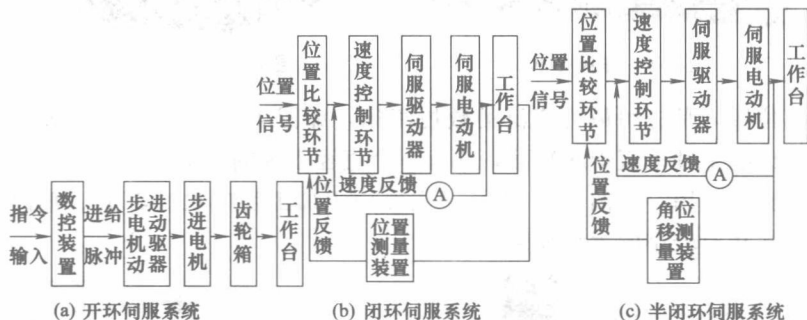 指令
输入
数控装置
进给
脉冲
步进电动机驱动器
步进电机
齿轮箱
工作台
(a) 开环伺服系统
位置
信号
位置比较环节
速度控制环节
伺服驱动器
伺服电动机
工作台
速度反馈
A
位置反馈
位置测量装置
(b) 闭环伺服系统
位置
信号
位置比较环节
速度控制环节
伺服驱动器
伺服电动机
工作台
速度反馈
A
位置反馈
角位移测量装置
(c) 半闭环伺服系统